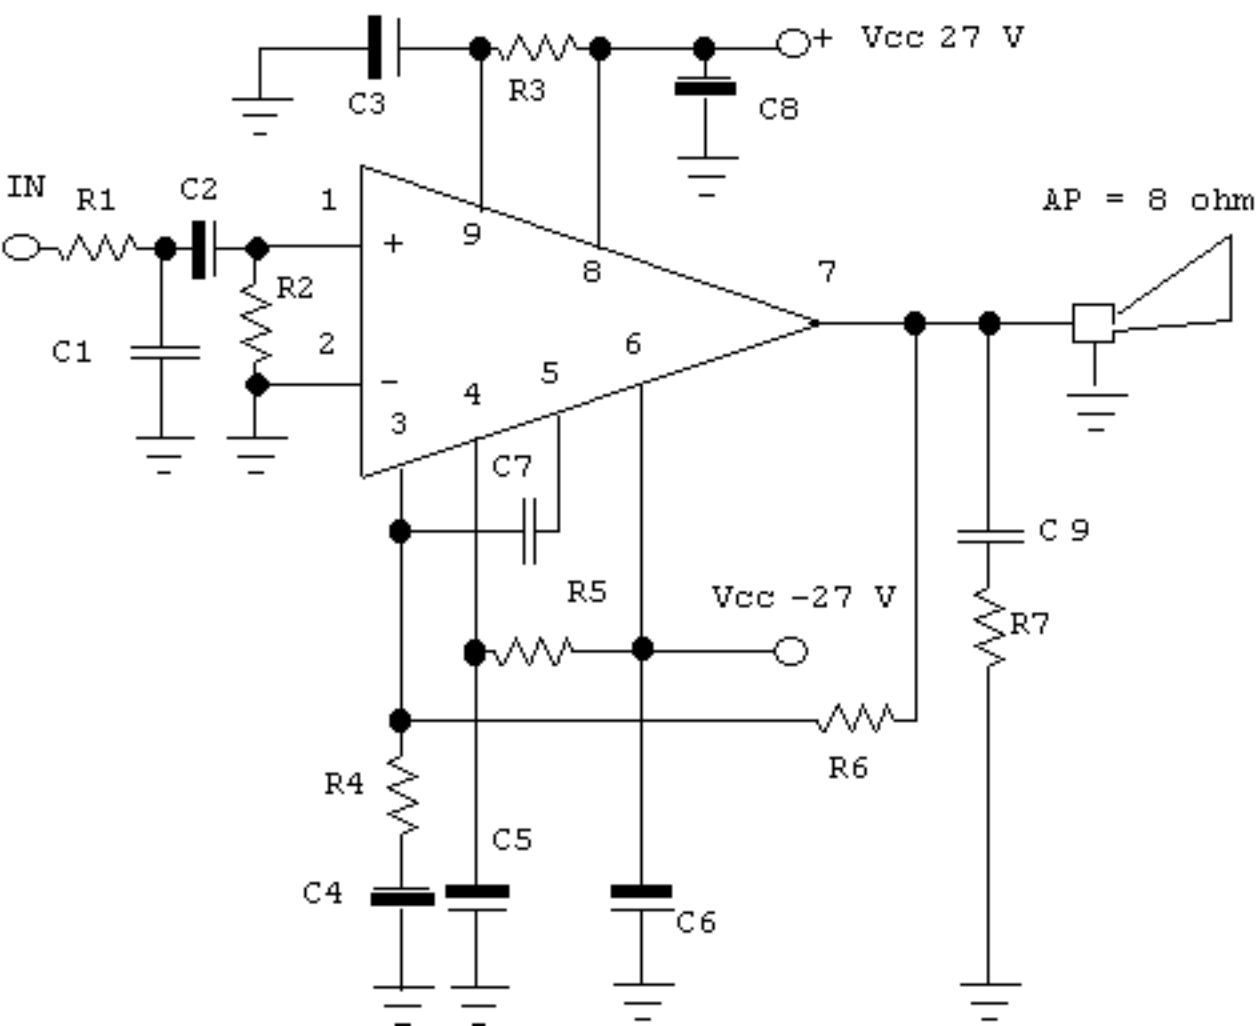 + Vcc 27 V
R3
C3
C8
IN
R1
C2
1
AP = 8 ohm
+
9
8
7
R2
C1
2
6
−
5
4
3
C7
C 9
R5
Vcc −27 V
R7
R6
R4
C5
C4
C6